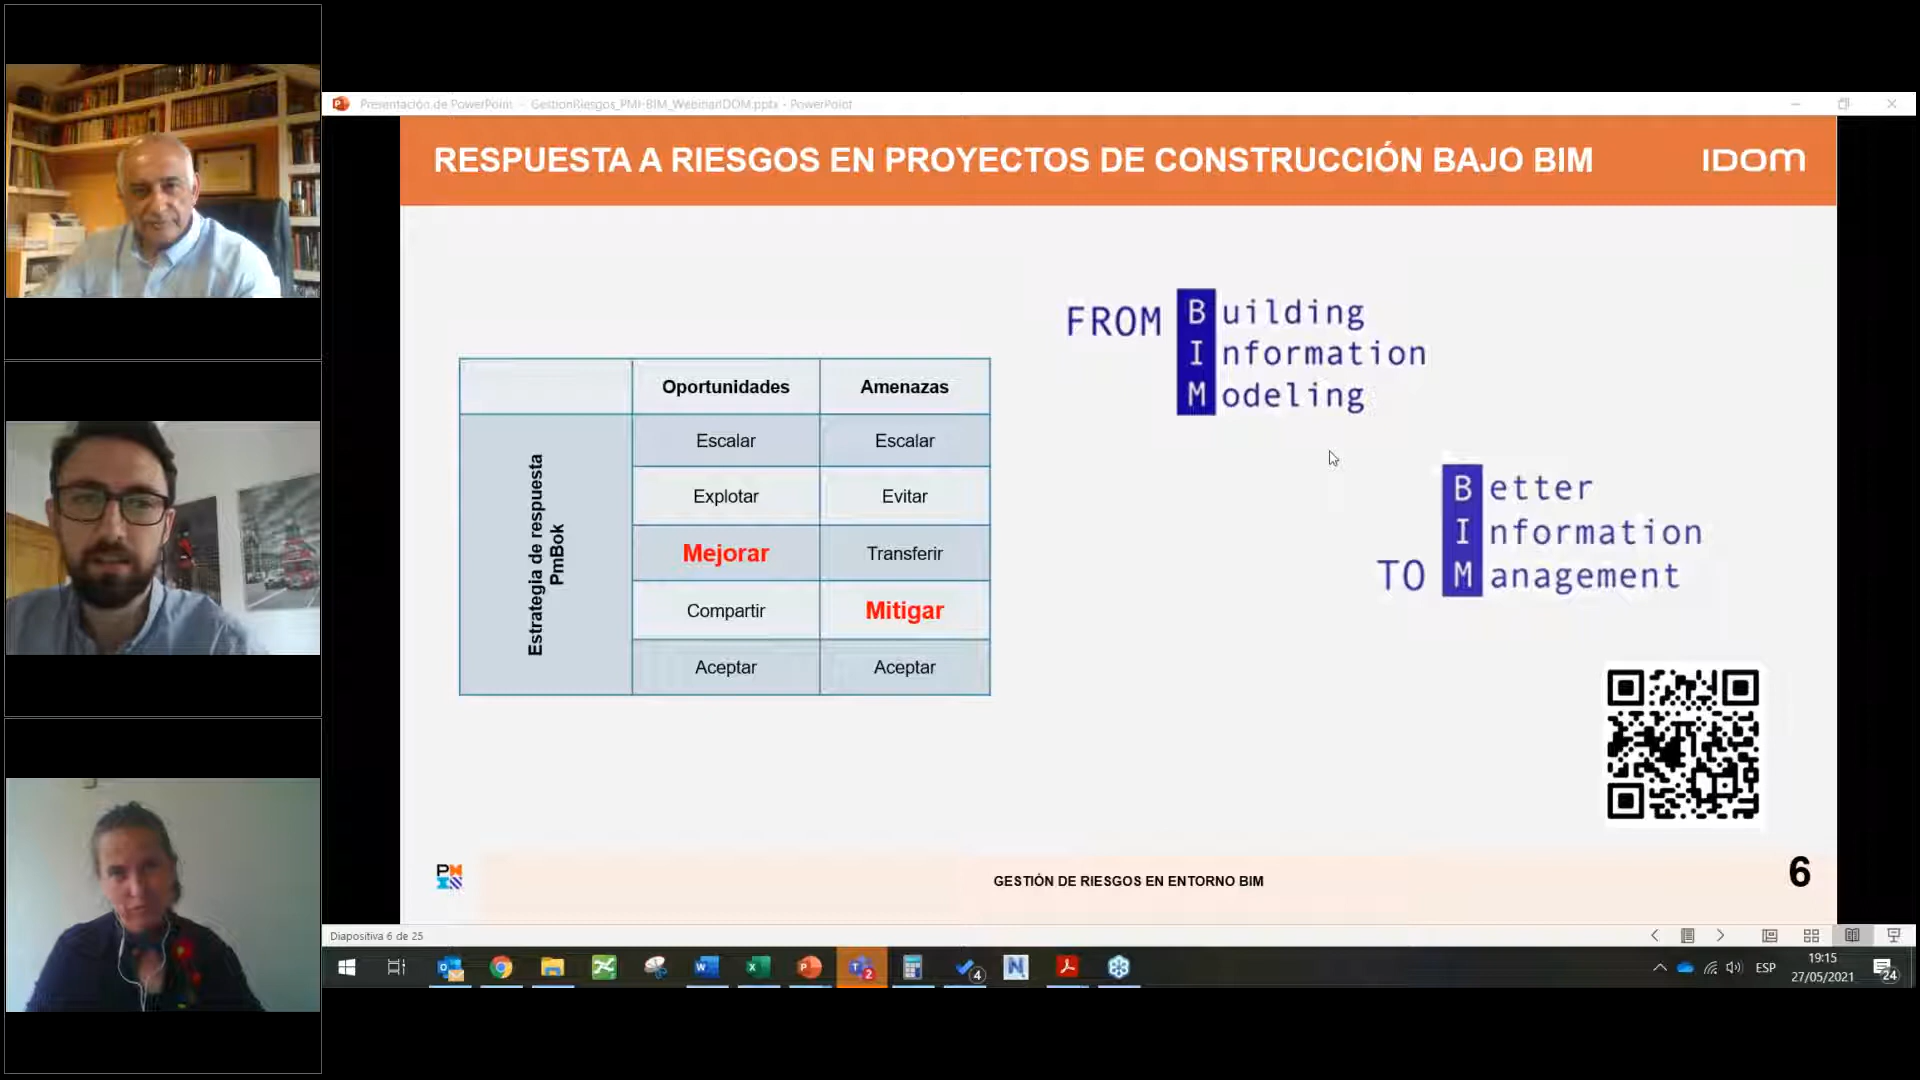 Presentación de PowerPoint - GestionRiesgos_PMI-BIM_WebinarIDOM.pptx - PowerPoint
RESPUESTA A RIESGOS EN PROYECTOS DE CONSTRUCCIÓN BAJO BIM
IDOM
Oportunidades Amenazas
Estrategia de respuesta
PmBok
Escalar Escalar
Explotar Evitar
Mejorar Transferir
Compartir Mitigar
Aceptar Aceptar
FROM Building
Information
Modeling
Better
Information
TO Management
GESTIÓN DE RIESGOS EN ENTORNO BIM
6
Diapositiva 6 de 25
2
4
ESP
19:15
27/05/2021
24